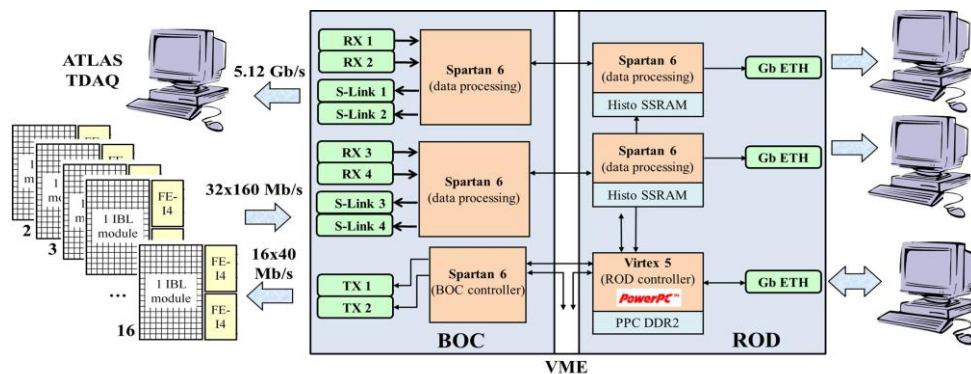 ATLAS
TDAQ
5.12 Gb/s
32x160 Mb/s
16x40
Mb/s
1
mo
1
m
1
m
1 IBL
module
FE-
I4
2
3
1 IBL
module
FE-
I4
FE-
I4
...
16
RX 1
RX 2
S-Link 1
S-Link 2
Spartan 6
(data processing)
RX 3
RX 4
S-Link 3
S-Link 4
Spartan 6
(data processing)
TX 1
TX 2
Spartan 6
(BOC controller)
BOC
VME
Spartan 6
(data processing)
Histo SSRAM
Gb ETH
Spartan 6
(data processing)
Histo SSRAM
Gb ETH
Virtex 5
(ROD controller)
PowerPC™
PPC DDR2
Gb ETH
ROD